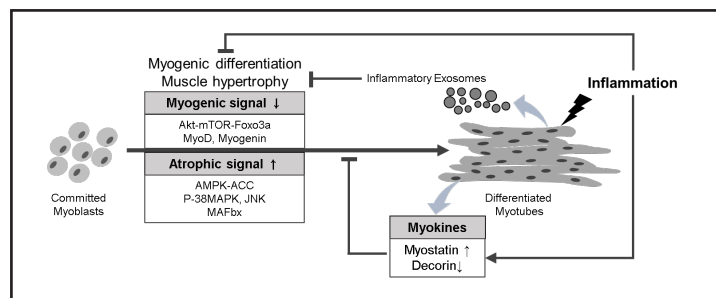 Myogenic differentiation
Muscle hypertrophy
Inflammatory Exosomes
Inflammation
Myogenic signal ↓
Akt-mTOR-Foxo3a
MyoD, Myogenin
Atrophic signal ↑
AMPK-ACC
P-38MAPK, JNK
MAFbx
Committed
Myoblasts
Differentiated
Myotubes
Myokines
Myostatin ↑
Decorin↓